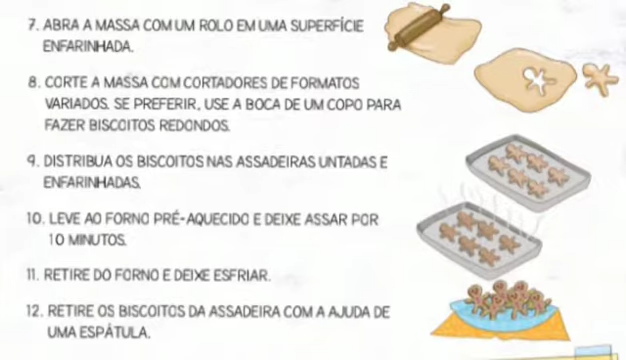 7. ABRA A MASSA COM UM ROLO EM UMA SUPERFÍCIE
ENFARINHADA.
8. CORTE A MASSA COM CORTADORES DE FORMATOS
VARIADOS. SE PREFERIR, USE A BOCA DE UM COPO PARA
FAZER BISCOITOS REDONDOS.
9. DISTRIBUA OS BISCOITOS NAS ASSADEIRAS UNTADAS E
ENFARINHADAS.
10. LEVE AO FORNO PRÉ-AQUECIDO E DEIXE ASSAR POR
10 MINUTOS.
11. RETIRE DO FORNO E DEIXE ESFRIAR.
12. RETIRE OS BISCOITOS DA ASSADEIRA COM A AJUDA DE
UMA ESPÁTULA.